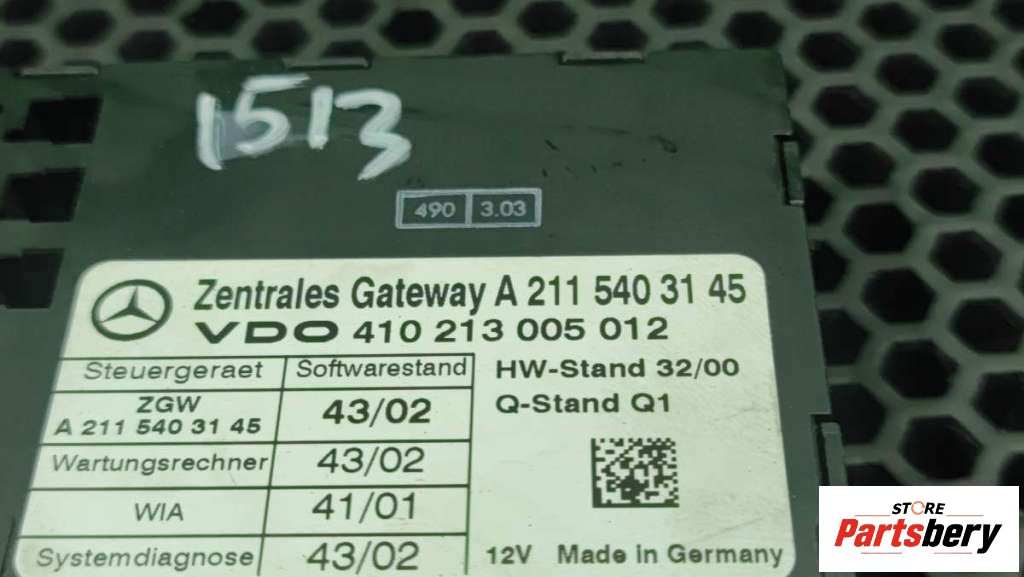 1513
490 3.03
Zentrales Gateway A 211 540 31 45
VDO 410 213 005 012
Steuergeraet Softwarestand
HW-Stand 32/00
ZGW
A 211 540 31 45 43/02
Q-Stand Q1
Wartungsrechner 43/02
WIA 41/01
Systemdiagnose 43/02
12V Made in Germany
STORE
Partsbery